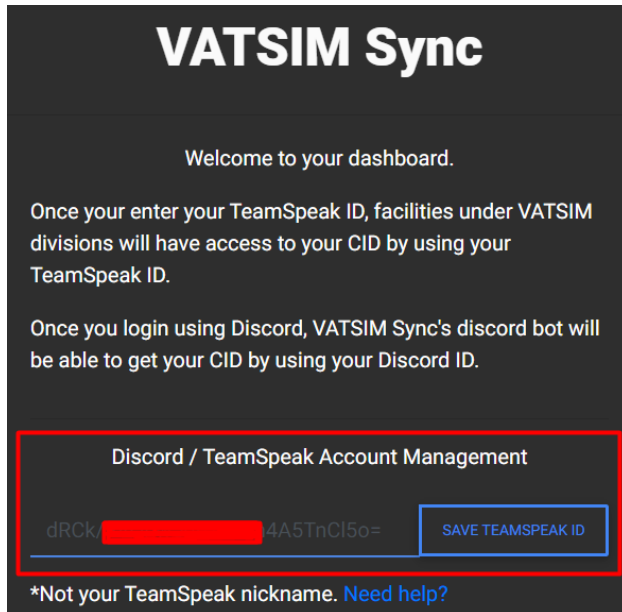 VATSIM Sync
Welcome to your dashboard.
Once your enter your TeamSpeak ID, facilities under VATSIM
divisions will have access to your CID by using your
TeamSpeak ID.
Once you login using Discord, VATSIM Sync's discord bot will
be able to get your CID by using your Discord ID.
Discord / TeamSpeak Account Management
dRCk/ 4A5TnCl5o= SAVE TEAMSPEAK ID
*Not your TeamSpeak nickname. Need help?